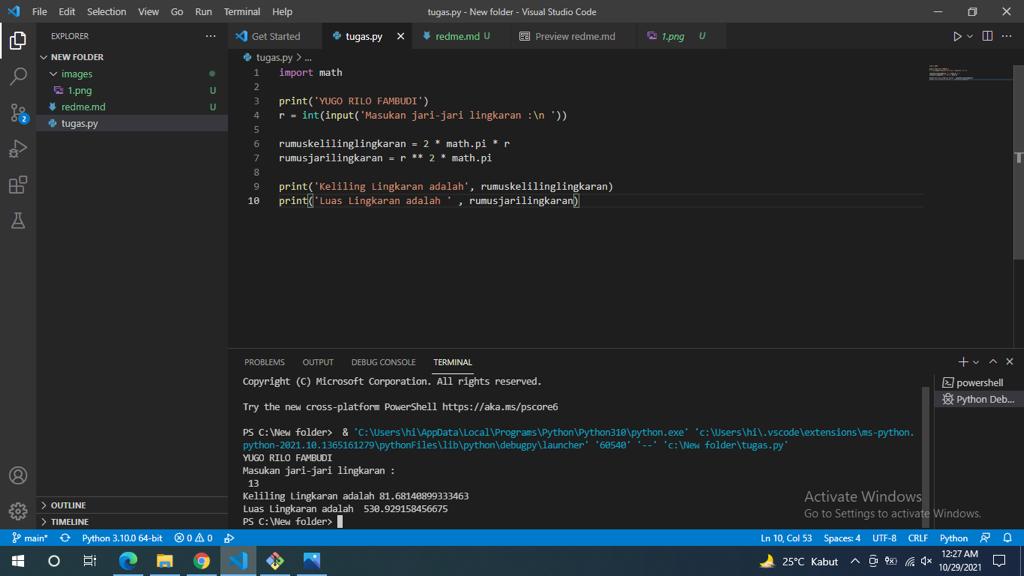 File Edit Selection View Go Run Terminal Help
tugas.py - New folder - Visual Studio Code
EXPLORER
NEW FOLDER
images
1.png U
redme.md U
tugas.py
OUTLINE
TIMELINE
2
Get Started
tugas.py
redme.md U
Preview redme.md
1.png U
tugas.py > ...
1 import math
2
3 print('YUGO RILO FAMBUDI')
4 r = int(input('Masukan jari-jari lingkaran :\n '))
5
6 rumuskelilinglingkaran = 2 * math.pi * r
7 rumusjarilingkaran = r ** 2 * math.pi
8
9 print('Keliling Lingkaran adalah', rumuskelilinglingkaran)
10 print('Luas Lingkaran adalah ' , rumusjarilingkaran)
PROBLEMS OUTPUT DEBUG CONSOLE TERMINAL
Copyright (C) Microsoft Corporation. All rights reserved.
Try the new cross-platform PowerShell https://aka.ms/pscore6
PS C:\New folder>  & 'C:\Users\hi\AppData\Local\Programs\Python\Python310\python.exe' 'c:\Users\hi\.vscode\extensions\ms-python.
python-2021.10.1365161279\pythonFiles\lib\python\debugpy\launcher' '60540' '--' 'c:\New folder\tugas.py'
YUGO RILO FAMBUDI
Masukan jari-jari lingkaran :
13
Keliling Lingkaran adalah 81.68140899333463
Luas Lingkaran adalah  530.929158456675
PS C:\New folder>
powershell
Python Deb...
Activate Windows
Go to Settings to activate Windows.
main* Python 3.10.0 64-bit 0 0 Ln 10, Col 53 Spaces: 4 UTF-8 CRLF Python
25°C Kabut
12:27 AM
10/29/2021